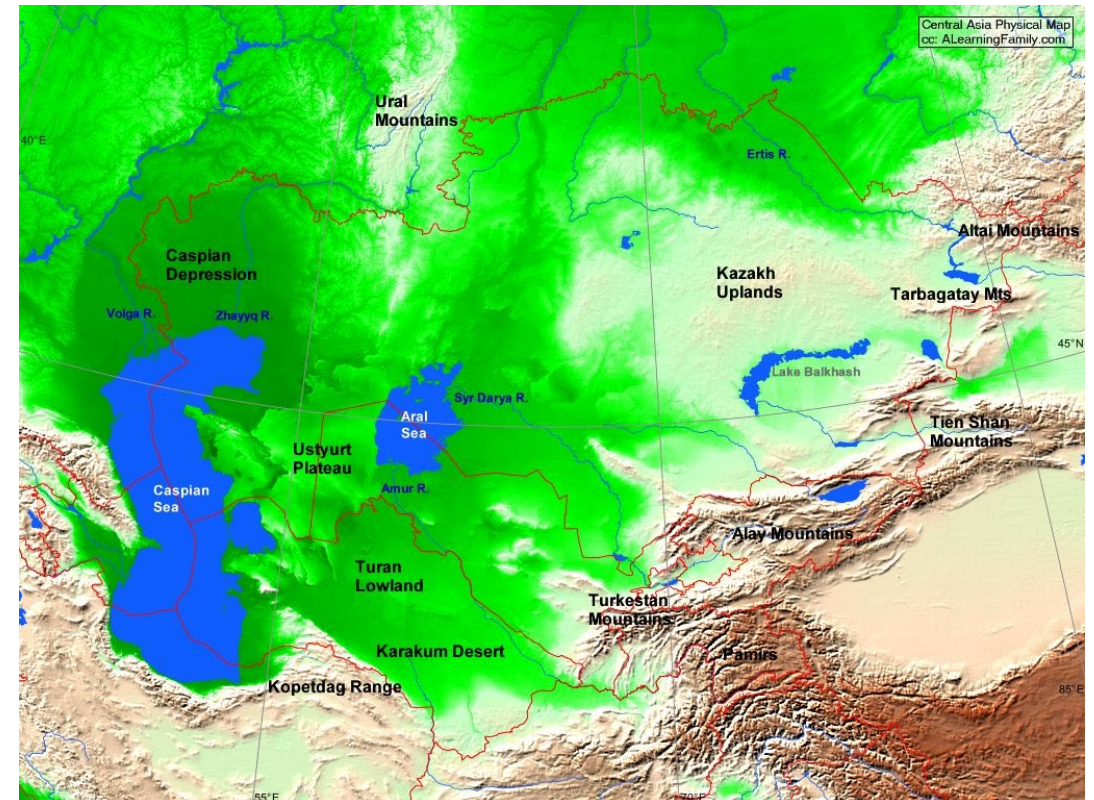 Central Asia Physical Map
cc: ALearningFamily.com
Ural
Mountains
40°E
Ertis R.
Altai Mountains
Caspian
Depression
Kazakh
Uplands
Tarbagatay Mts
Volga R.
Zhayyq R.
45°N
Lake Balkhash
Syr Darya R.
Aral
Sea
Tien Shan
Mountains
Ustyurt
Plateau
Caspian
Sea
Amur R.
Alay Mountains
Turan
Lowland
Turkestan
Mountains
Karakum Desert
Pamirs
Kopetdag Range
85°E
55°E
70°E